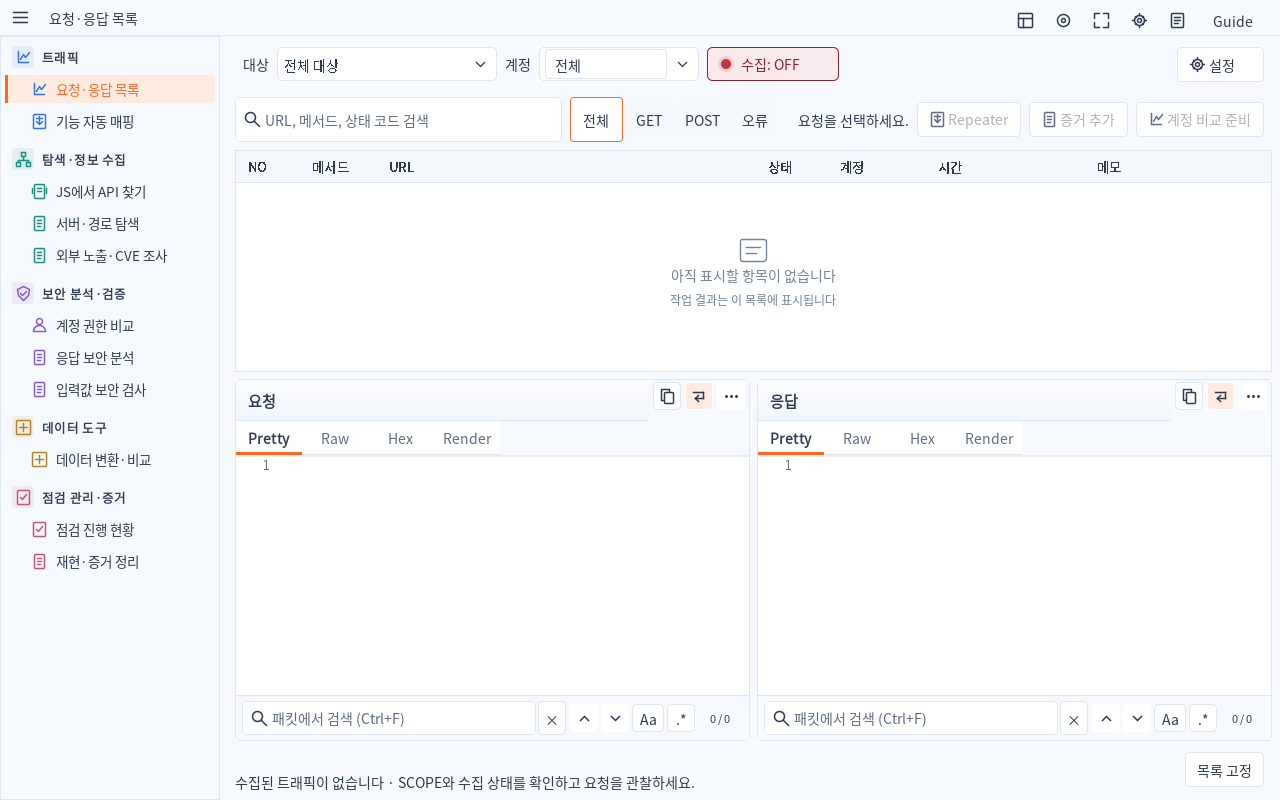 요청·응답 목록
Guide
트래픽
요청·응답 목록
기능 자동 매핑
탐색·정보 수집
JS에서 API 찾기
서버·경로 탐색
외부 노출·CVE 조사
보안 분석·검증
계정 권한 비교
응답 보안 분석
입력값 보안 검사
데이터 도구
데이터 변환·비교
점검 관리·증거
점검 진행 현황
재현·증거 정리
대상 전체 대상 계정 전체 수집: OFF 설정
URL, 메서드, 상태 코드 검색 전체 GET POST 오류 요청을 선택하세요. Repeater 증거 추가 계정 비교 준비
NO 메서드 URL 상태 계정 시간 메모
아직 표시할 항목이 없습니다
작업 결과는 이 목록에 표시됩니다
요청
Pretty Raw Hex Render
1
패킷에서 검색 (Ctrl+F) × Aa .* 0/0
응답
Pretty Raw Hex Render
1
패킷에서 검색 (Ctrl+F) × Aa .* 0/0
수집된 트래픽이 없습니다 · SCOPE와 수집 상태를 확인하고 요청을 관찰하세요.
목록 고정